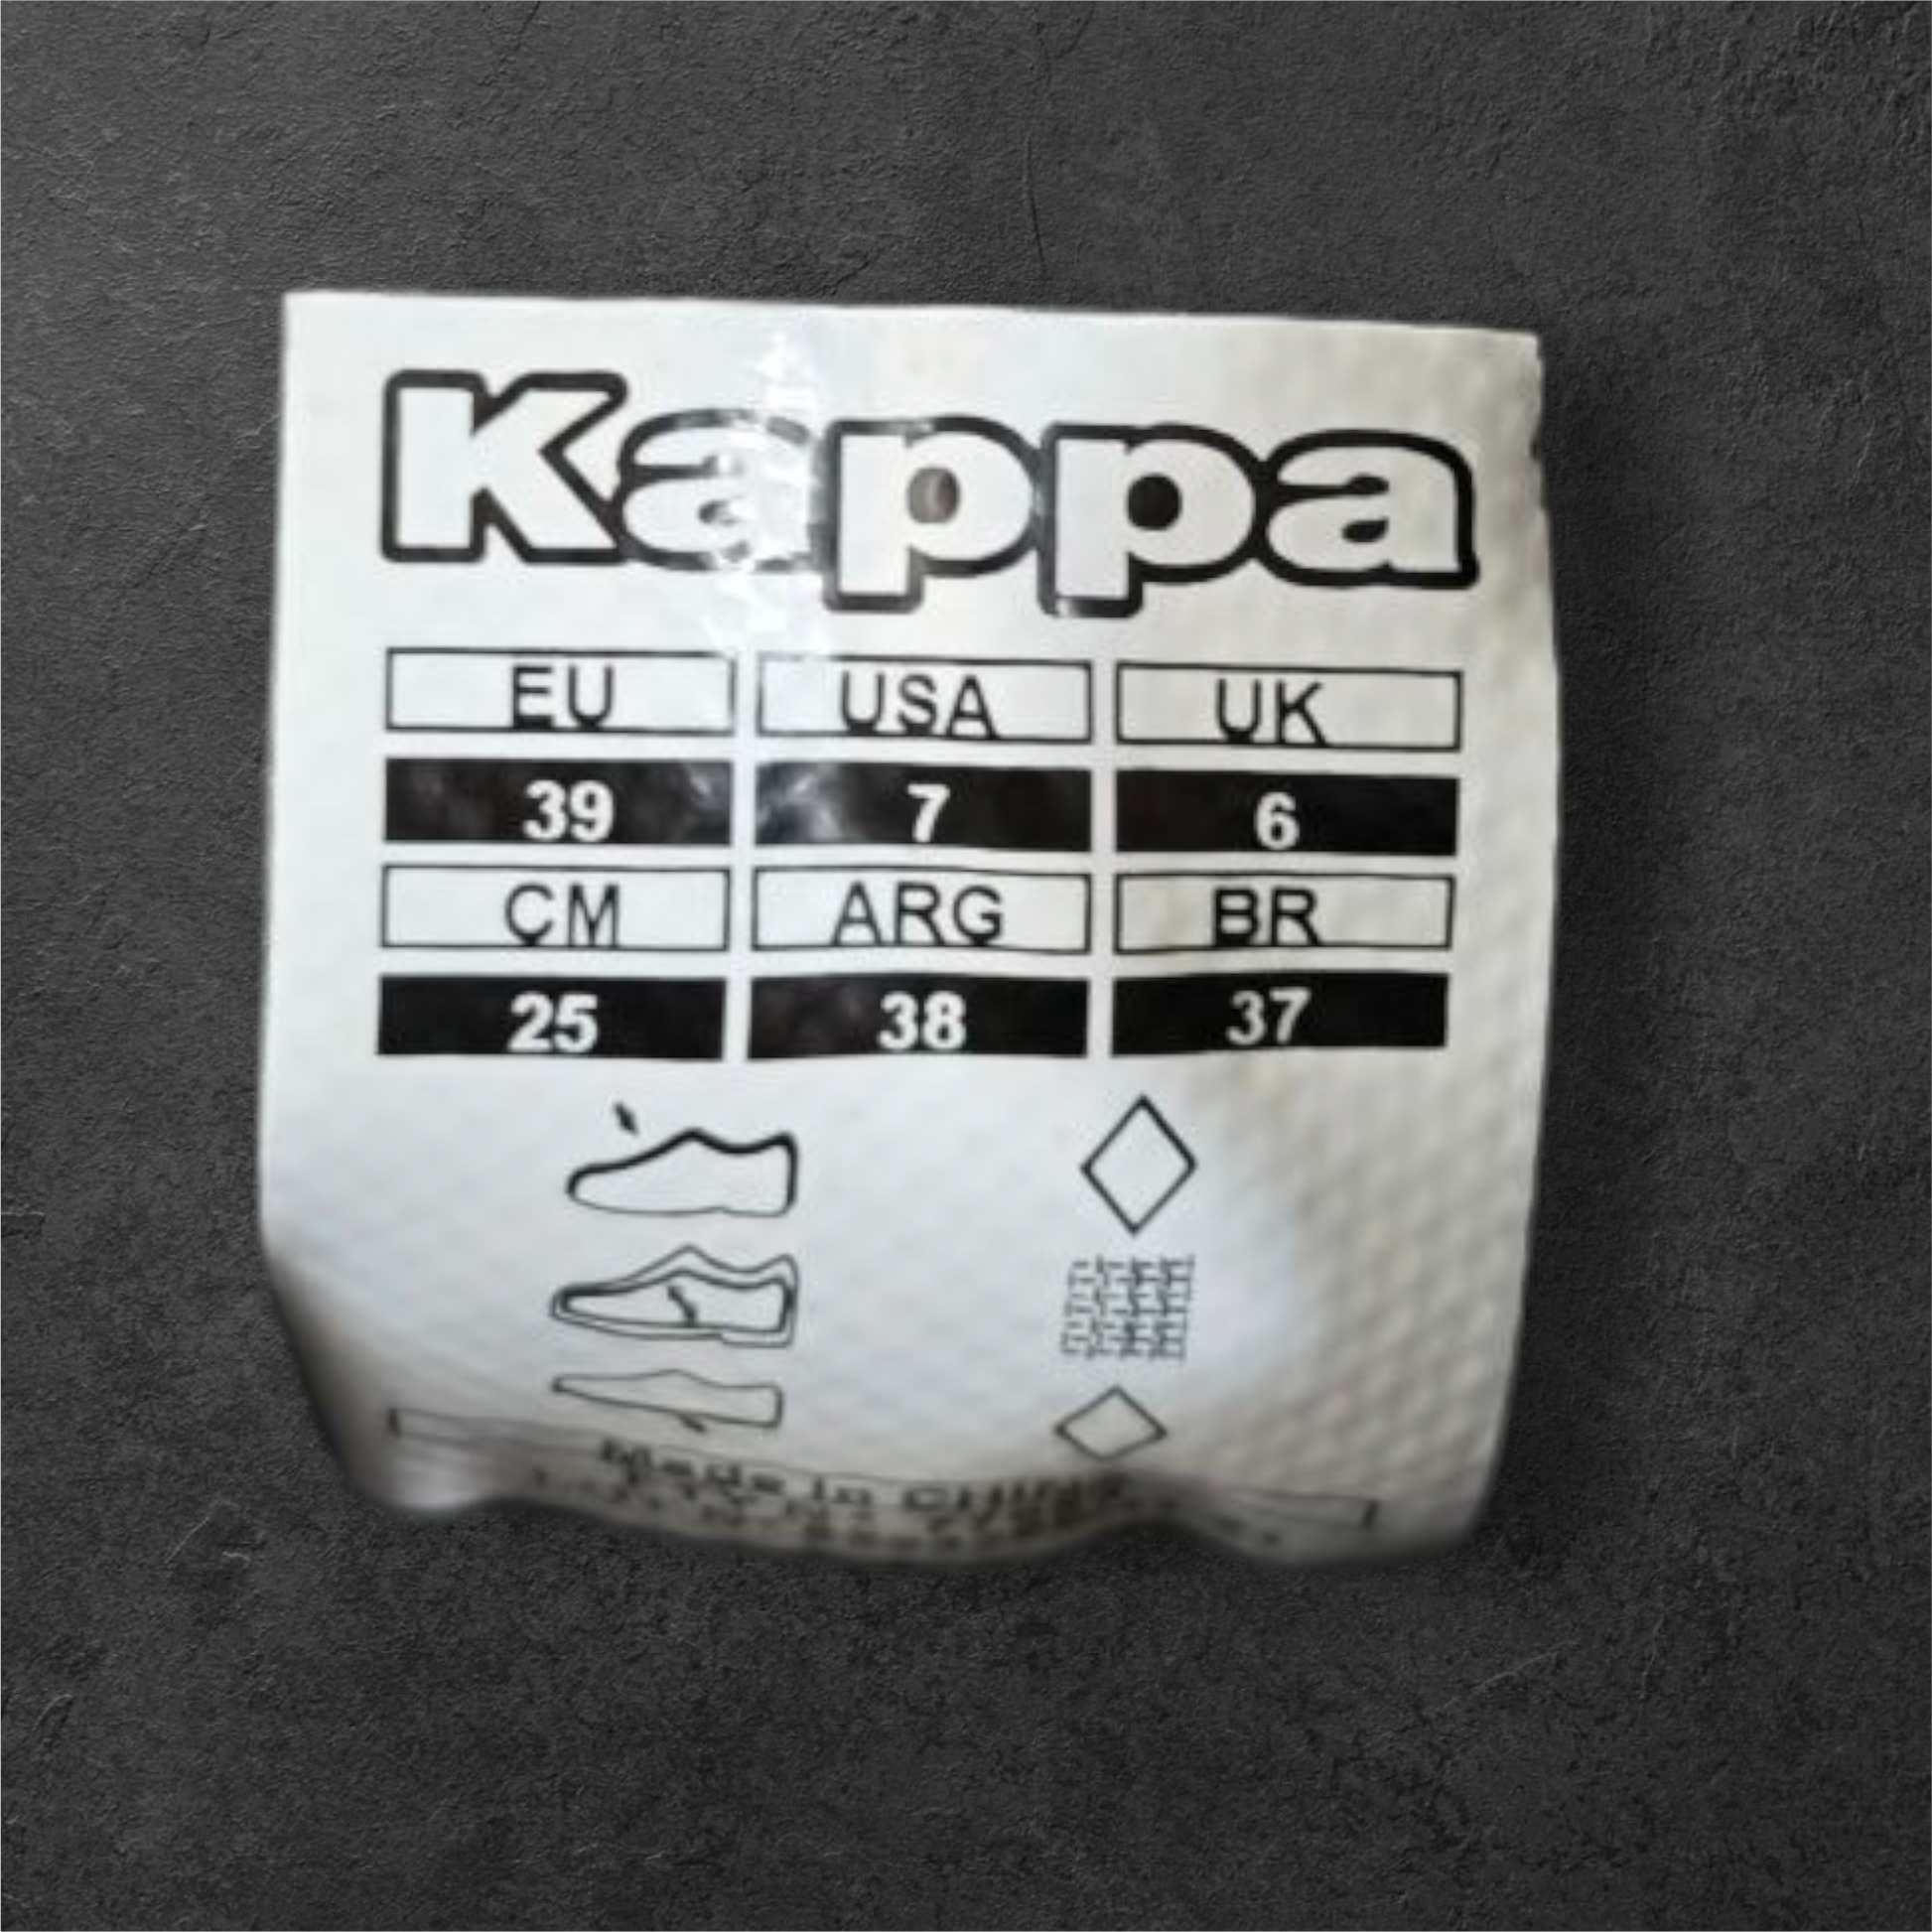 Kappa
EU USA UK
39 7 6
CM ARG BR
25 38 37
Made in CHINA